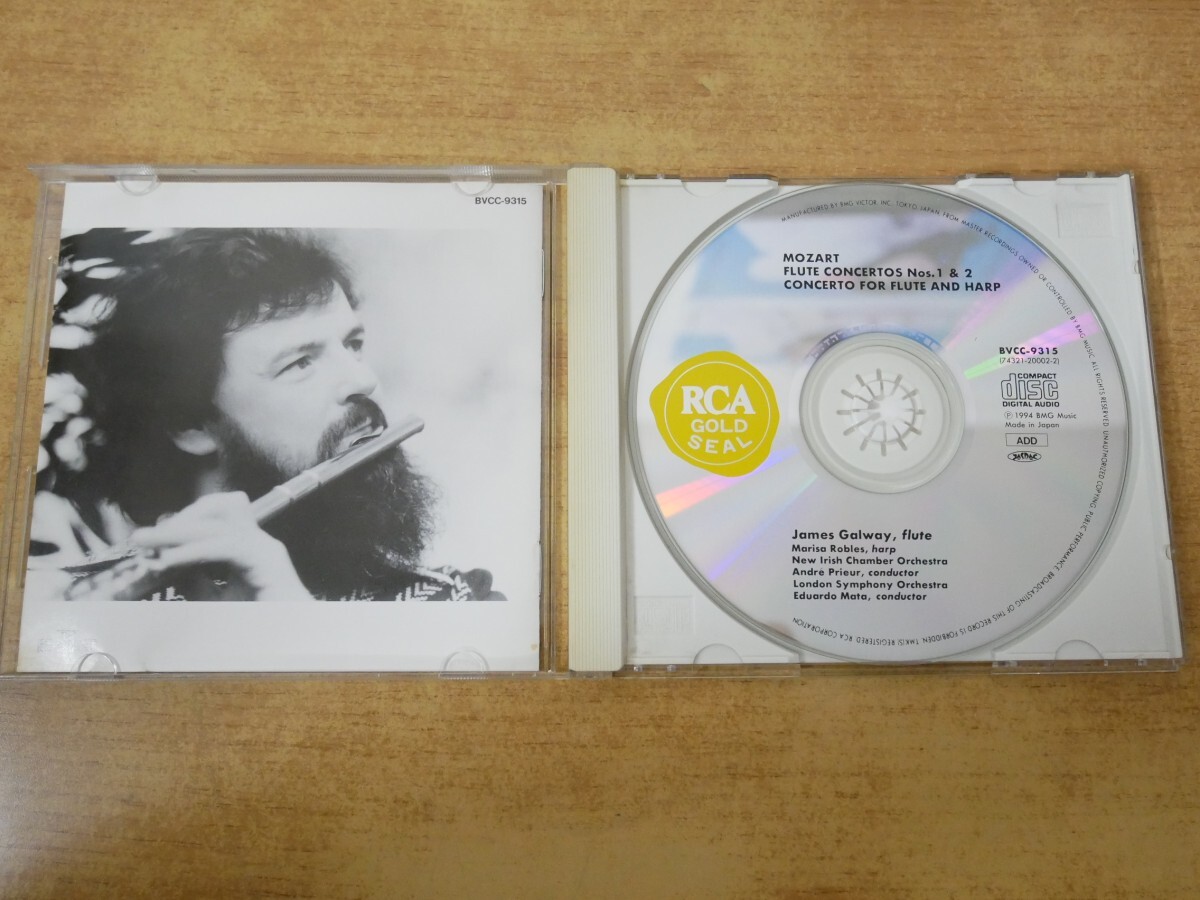 BVCC-9315
MANUFACTURED BY BMG VICTOR, INC., TOKYO, JAPAN, FROM MASTER RECORDINGS OWNED OR CONTROLLED BY BMG MUSIC. ALL RIGHTS RESERVED. UNAUTHORIZED COPYING, PUBLIC PERFORMANCE, BROADCASTING OF THIS RECORD IS FORBIDDEN. TMK(S) REGISTERED. RCA CORPORATION
MOZART
FLUTE CONCERTOS Nos.1 & 2
CONCERTO FOR FLUTE AND HARP
BVCC-9315
(74321-20002-2)
COMPACT
disc
DIGITAL AUDIO
℗ 1994 BMG Music
Made in Japan
ADD
RCA
GOLD
SEAL
James Galway, flute
Marisa Robles, harp
New Irish Chamber Orchestra
André Prieur, conductor
London Symphony Orchestra
Eduardo Mata, conductor